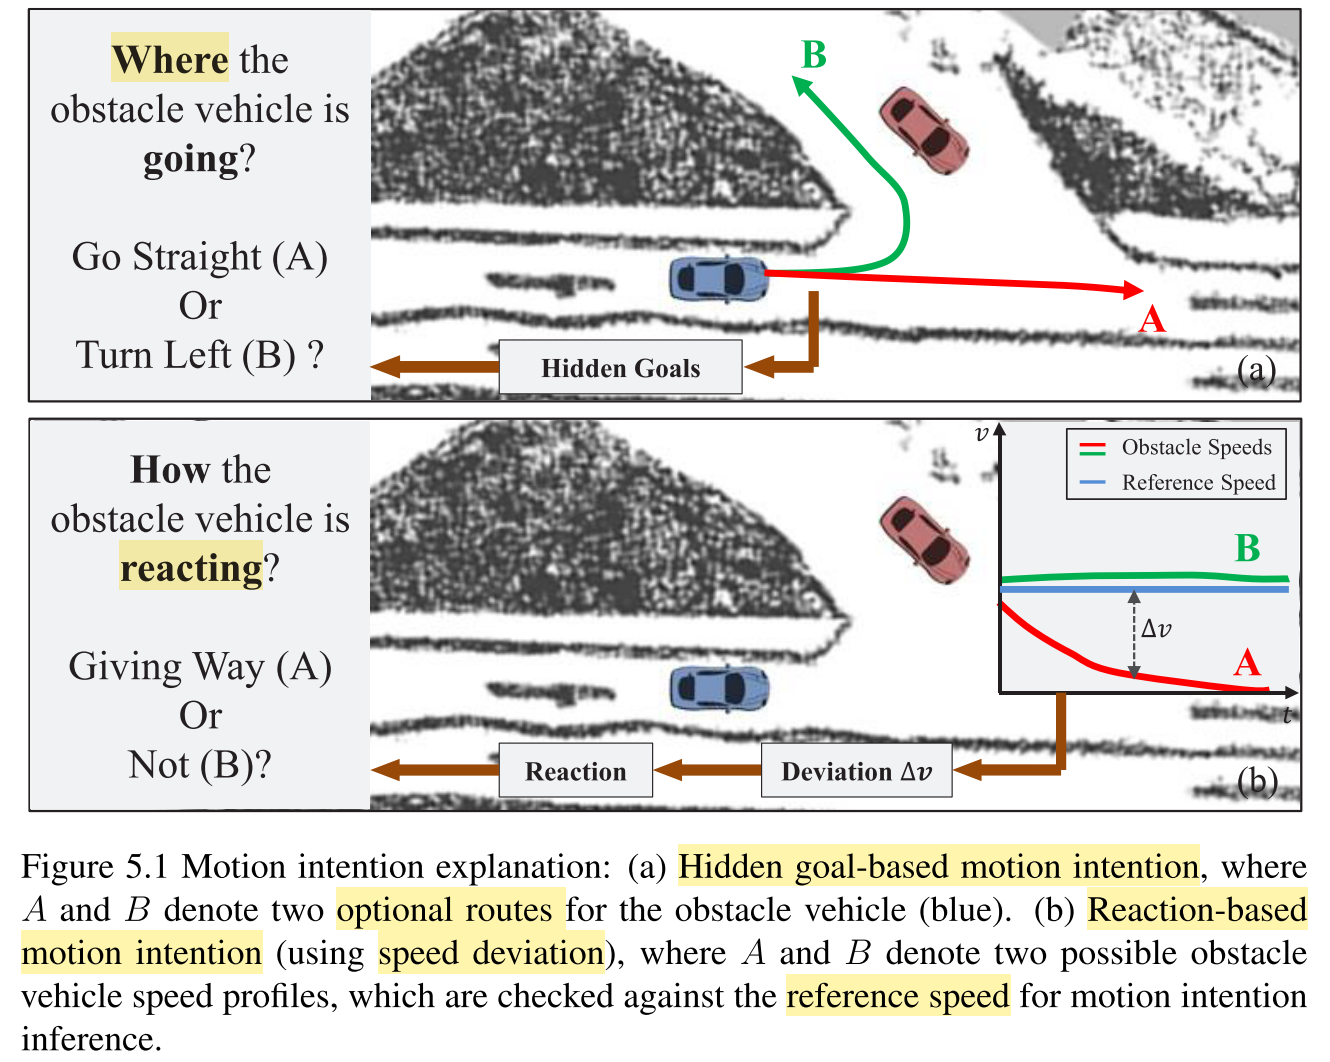 Where the
obstacle vehicle is
going?
Go Straight (A)
Or
Turn Left (B) ?
B
A
Hidden Goals
(a)
How the
obstacle vehicle is
reacting?
Giving Way (A)
Or
Not (B)?
v
Obstacle Speeds
Reference Speed
B
Δv
A
t
Reaction
Deviation Δv
(b)
Figure 5.1 Motion intention explanation: (a) Hidden goal-based motion intention, where
A and B denote two optional routes for the obstacle vehicle (blue). (b) Reaction-based
motion intention (using speed deviation), where A and B denote two possible obstacle
vehicle speed profiles, which are checked against the reference speed for motion intention
inference.